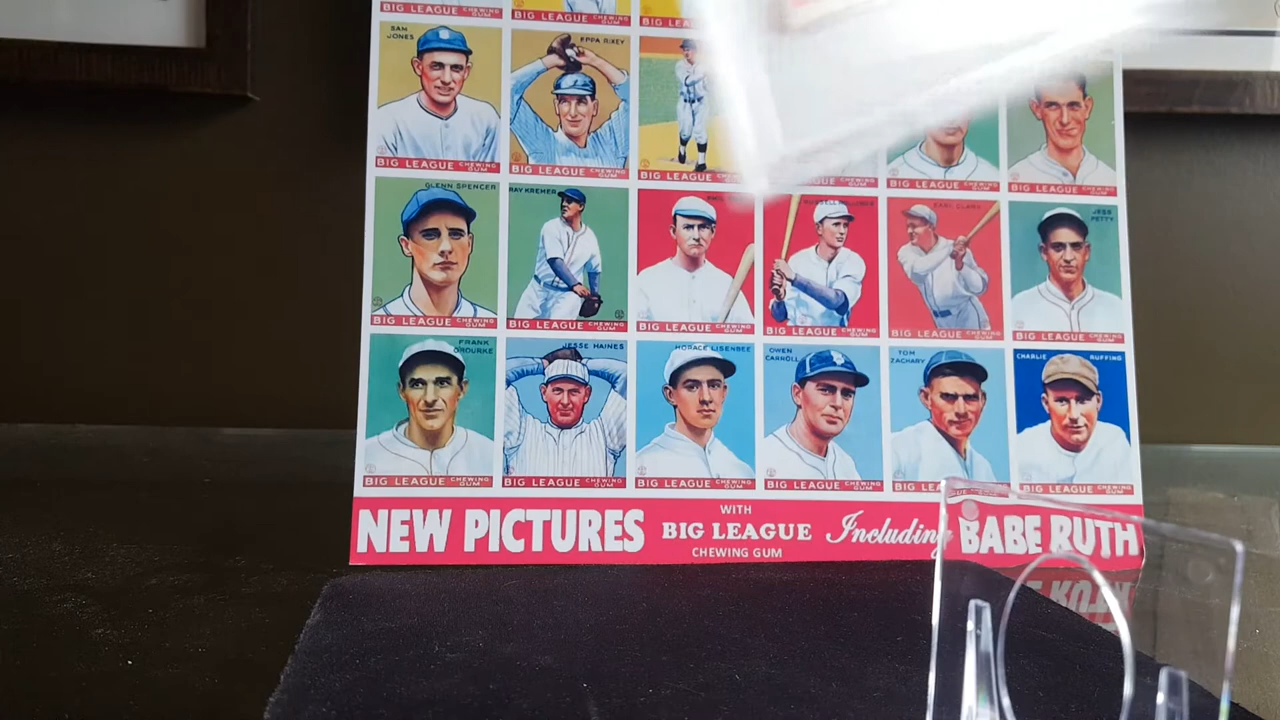 BIG LEAGUE CHEWING GUM
BIG LEAGUE CHEWING GUM
BIG LEAGUE
SAM JONES
BIG LEAGUE CHEWING GUM
EPPA RIXEY
BIG LEAGUE CHEWING GUM
BIG LEAGUE
BIG LEAGUE CHEWING GUM
BIG LEAGUE CHEWING GUM
GLENN SPENCER
BIG LEAGUE CHEWING GUM
RAY KREMER
BIG LEAGUE CHEWING GUM
BIG LEAGUE CHEWING GUM
RUSSELL
BIG LEAGUE CHEWING GUM
EARL CLARK
BIG LEAGUE CHEWING GUM
JESS PETTY
BIG LEAGUE CHEWING GUM
FRANK OROURKE
BIG LEAGUE CHEWING GUM
JESSE HAINES
BIG LEAGUE CHEWING GUM
HORACE LISENBEE
BIG LEAGUE CHEWING GUM
OWEN CARROLL
BIG LEAGUE CHEWING GUM
TOM ZACHARY
CHARLIE RUFFING
BIG LEAGUE CHEWING GUM
NEW PICTURES WITH BIG LEAGUE CHEWING GUM Including BABE RUTH